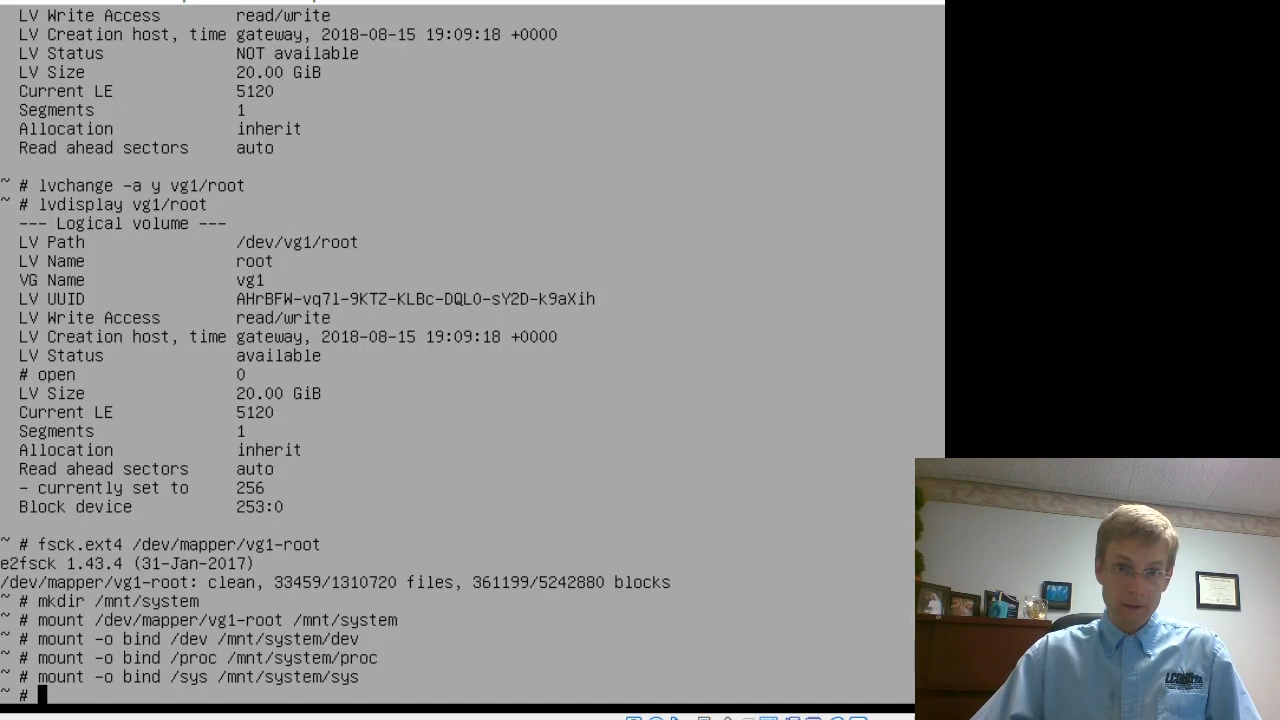 LV Write Access read/write
LV Creation host, time gateway, 2018-08-15 19:09:18 +0000
LV Status NOT available
LV Size 20.00 GiB
Current LE 5120
Segments 1
Allocation inherit
Read ahead sectors auto
~ # lvchange -a y vg1/root
~ # lvdisplay vg1/root
--- Logical volume ---
LV Path /dev/vg1/root
LV Name root
VG Name vg1
LV UUID AHrBFW-vq7l-9KTZ-KLBc-DQL0-sY2D-k9aXih
LV Write Access read/write
LV Creation host, time gateway, 2018-08-15 19:09:18 +0000
LV Status available
# open 0
LV Size 20.00 GiB
Current LE 5120
Segments 1
Allocation inherit
Read ahead sectors auto
- currently set to 256
Block device 253:0
~ # fsck.ext4 /dev/mapper/vg1-root
e2fsck 1.43.4 (31-Jan-2017)
/dev/mapper/vg1-root: clean, 33459/1310720 files, 361199/5242880 blocks
~ # mkdir /mnt/system
~ # mount /dev/mapper/vg1-root /mnt/system
~ # mount -o bind /dev /mnt/system/dev
~ # mount -o bind /proc /mnt/system/proc
~ # mount -o bind /sys /mnt/system/sys
~ #